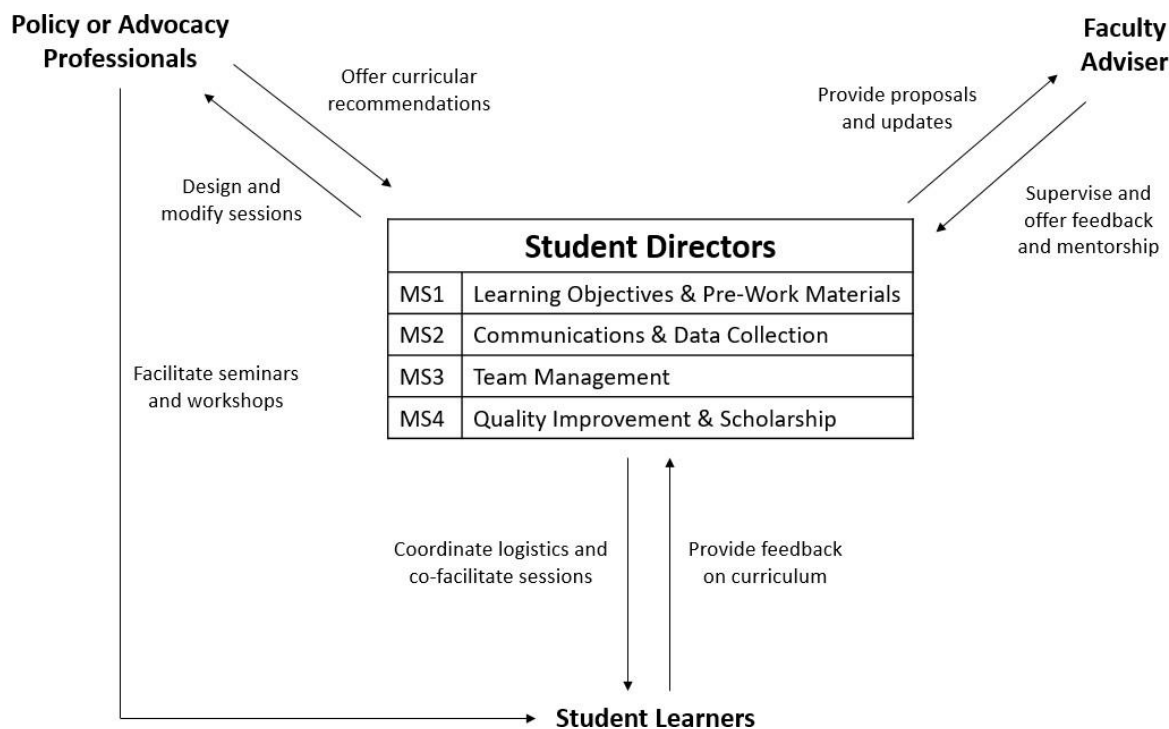 Policy or Advocacy
Professionals
Faculty
Adviser
Offer curricular
recommendations
Provide proposals
and updates
Design and
modify sessions
Supervise and
offer feedback
and mentorship
Student Directors
MS1 Learning Objectives & Pre-Work Materials
MS2 Communications & Data Collection
MS3 Team Management
MS4 Quality Improvement & Scholarship
Facilitate seminars
and workshops
Coordinate logistics and
co-facilitate sessions
Provide feedback
on curriculum
Student Learners